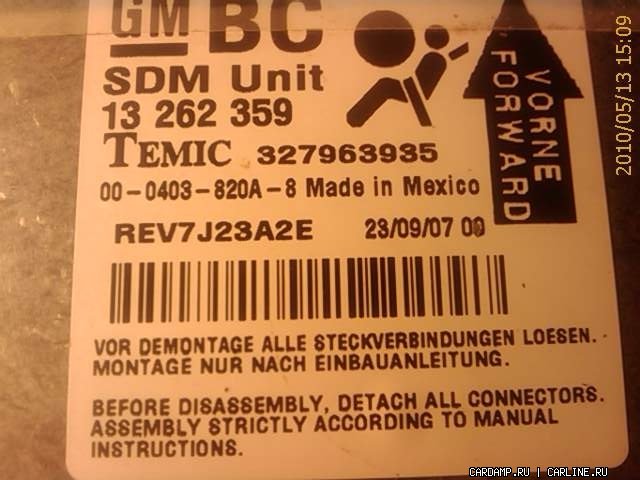 GM BC
SDM Unit
13 262 359
TEMIC 327963935
00-0403-820A-8 Made in Mexico
REV7J23A2E 23/09/07 00
VORNE
FORWARD
VOR DEMONTAGE ALLE STECKVERBINDUNGEN LOESEN.
MONTAGE NUR NACH EINBAUANLEITUNG.
BEFORE DISASSEMBLY, DETACH ALL CONNECTORS.
ASSEMBLY STRICTLY ACCORDING TO MANUAL
INSTRUCTIONS.
2010/05/13 15:09
CARDAMP.RU | CARLINE.RU